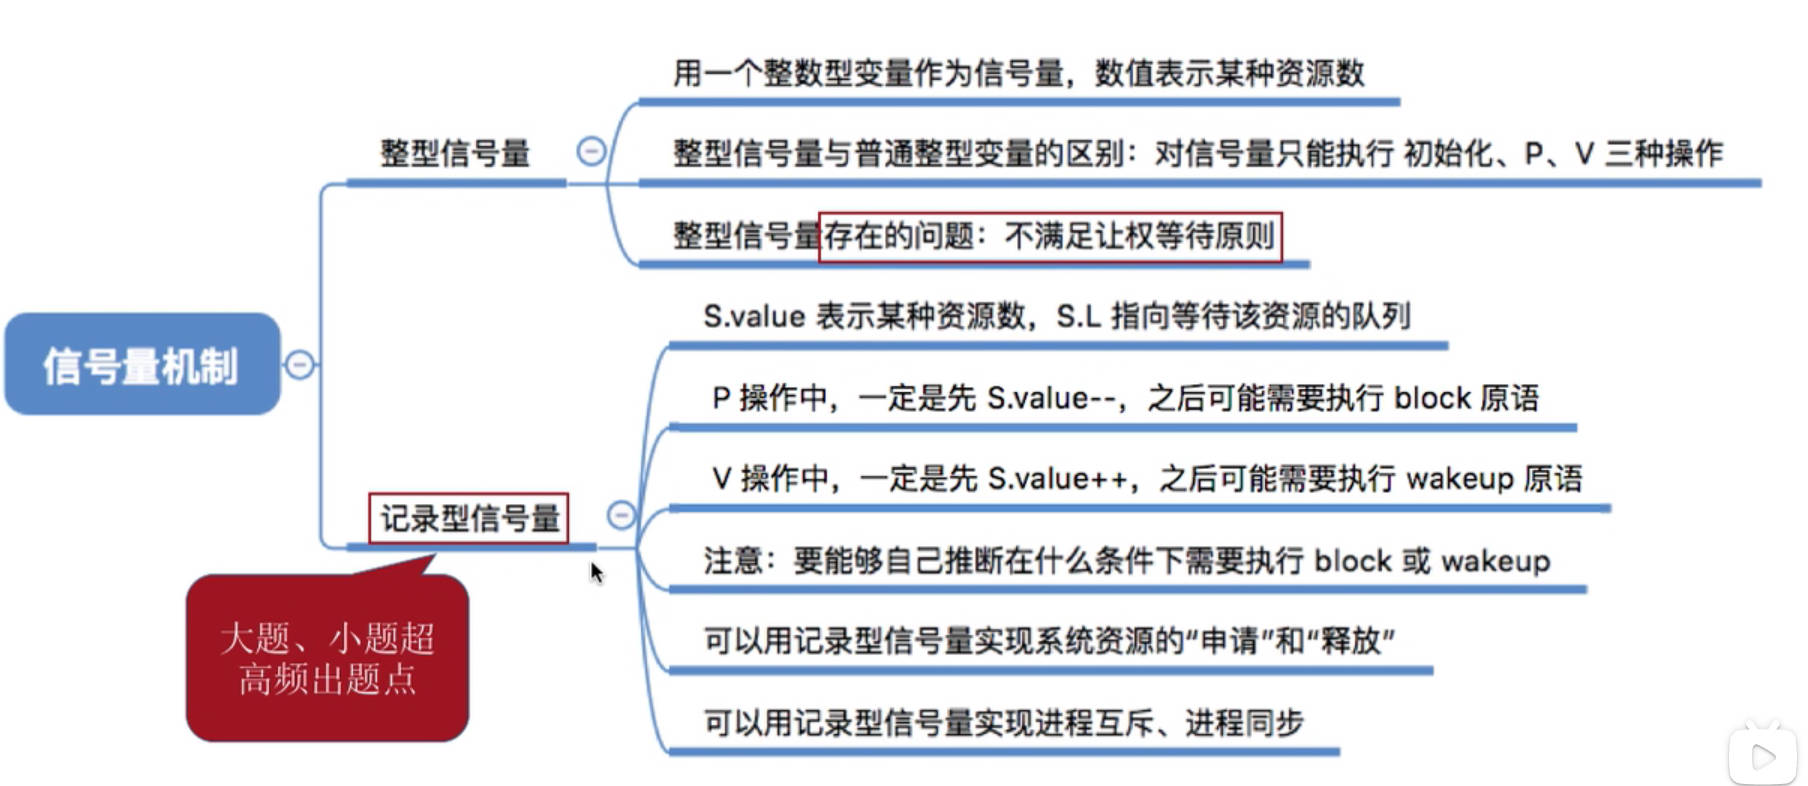 用一个整数型变量作为信号量，数值表示某种资源数
整型信号量
整型信号量与普通整型变量的区别：对信号量只能执行 初始化、P、V 三种操作
整型信号量存在的问题：不满足让权等待原则
信号量机制
S.value 表示某种资源数，S.L 指向等待该资源的队列
P 操作中，一定是先 S.value--，之后可能需要执行 block 原语
V 操作中，一定是先 S.value++，之后可能需要执行 wakeup 原语
记录型信号量
注意：要能够自己推断在什么条件下需要执行 block 或 wakeup
可以用记录型信号量实现系统资源的“申请”和“释放”
可以用记录型信号量实现进程互斥、进程同步
大题、小题超
高频出题点